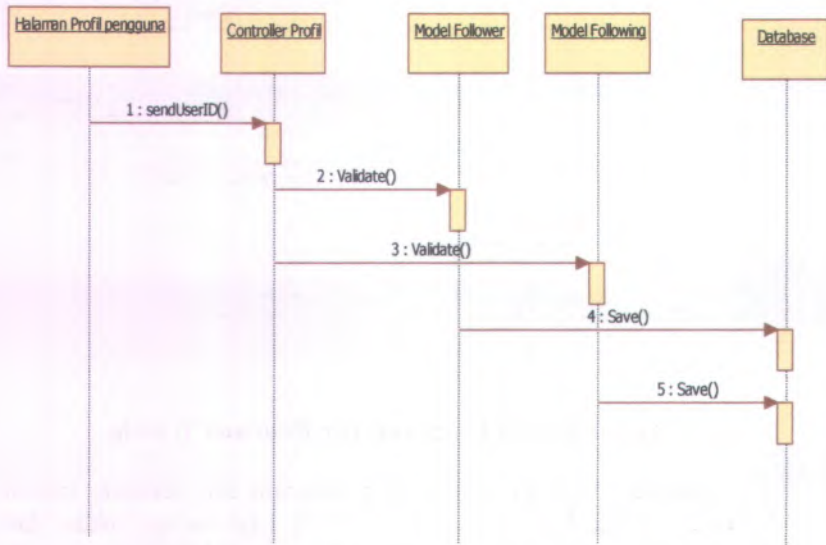 Halaman Profil pengguna
Controller Profil
Model Follower
Model Following
Database
1 : sendUserID()
2 : Validate()
3 : Validate()
4 : Save()
5 : Save()